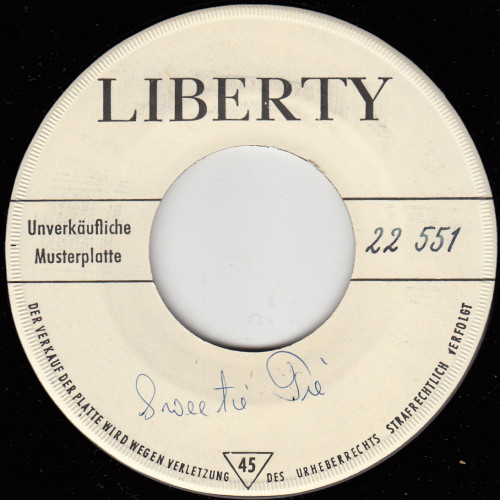 LIBERTY
Unverkäufliche
Musterplatte
22 551
Sweetie Pie
DER VERKAUF DER PLATTE WIRD WEGEN VERLETZUNG DES URHEBERRECHTS STRAFRECHTLICH VERFOLGT
45